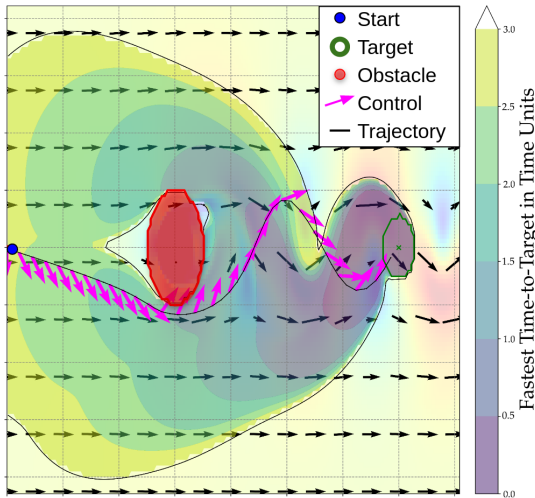 Start
Target
Obstacle
Control
Trajectory
3.0
2.5
2.0
1.5
1.0
0.5
0.0
Fastest Time-to-Target in Time Units